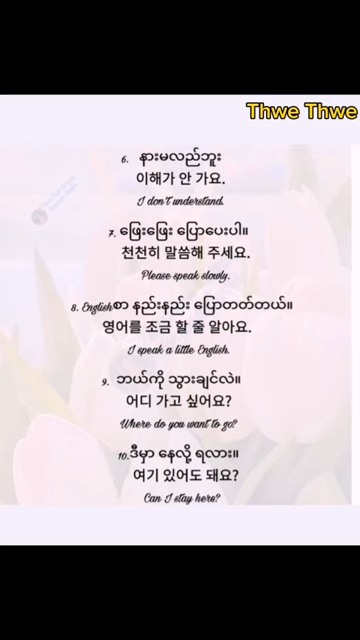 Thwe Thwe
6. နားမလည်ဘူး
이해가 안 가요.
I don't understand.
7. ဖြေးဖြေး ပြောပေးပါ။
천천히 말씀해 주세요.
Please speak slowly.
8. Englishစာ နည်းနည်း ပြောတတ်တယ်။
영어를 조금 할 줄 알아요.
I speak a little English.
9. ဘယ်ကို သွားချင်လဲ။
어디 가고 싶어요?
Where do you want to go?
10. ဒီမှာ နေလို့ ရလား။
여기 있어도 돼요?
Can I stay here?